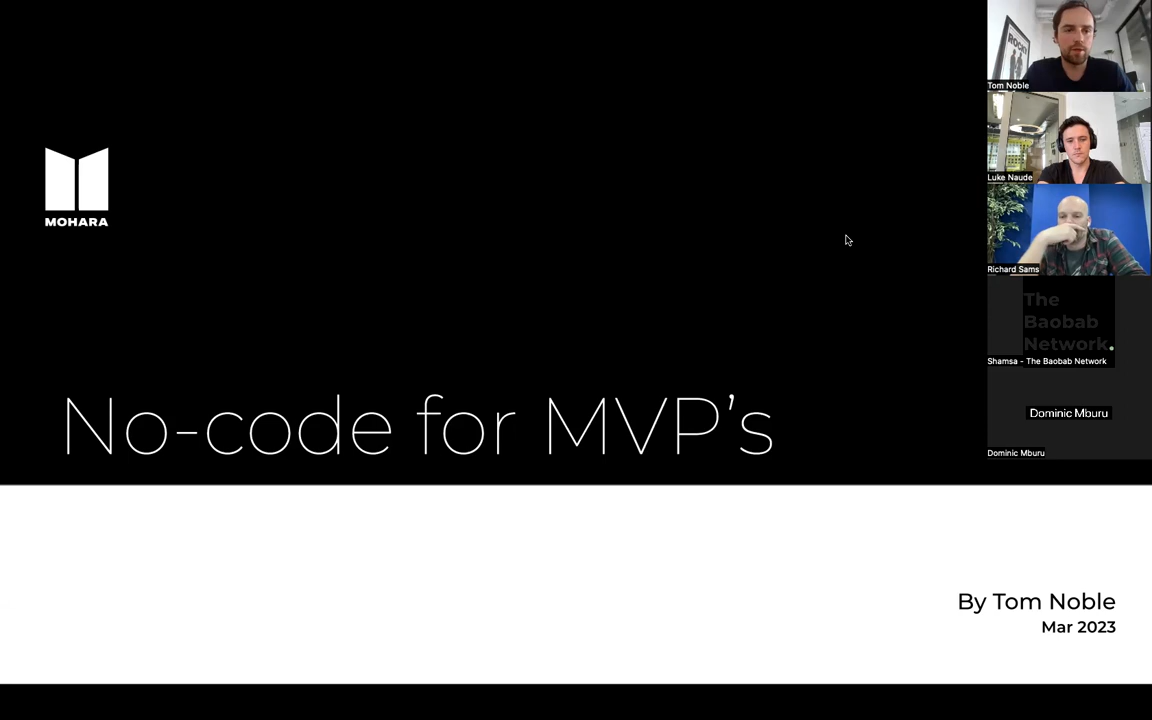 MOHARA
No-code for MVP's
By Tom Noble
Mar 2023
ROCKY
Tom Noble
Luke Naude
Richard Sams
The
Baobab
Network.
Shamsa - The Baobab Network
Dominic Mburu
Dominic Mburu